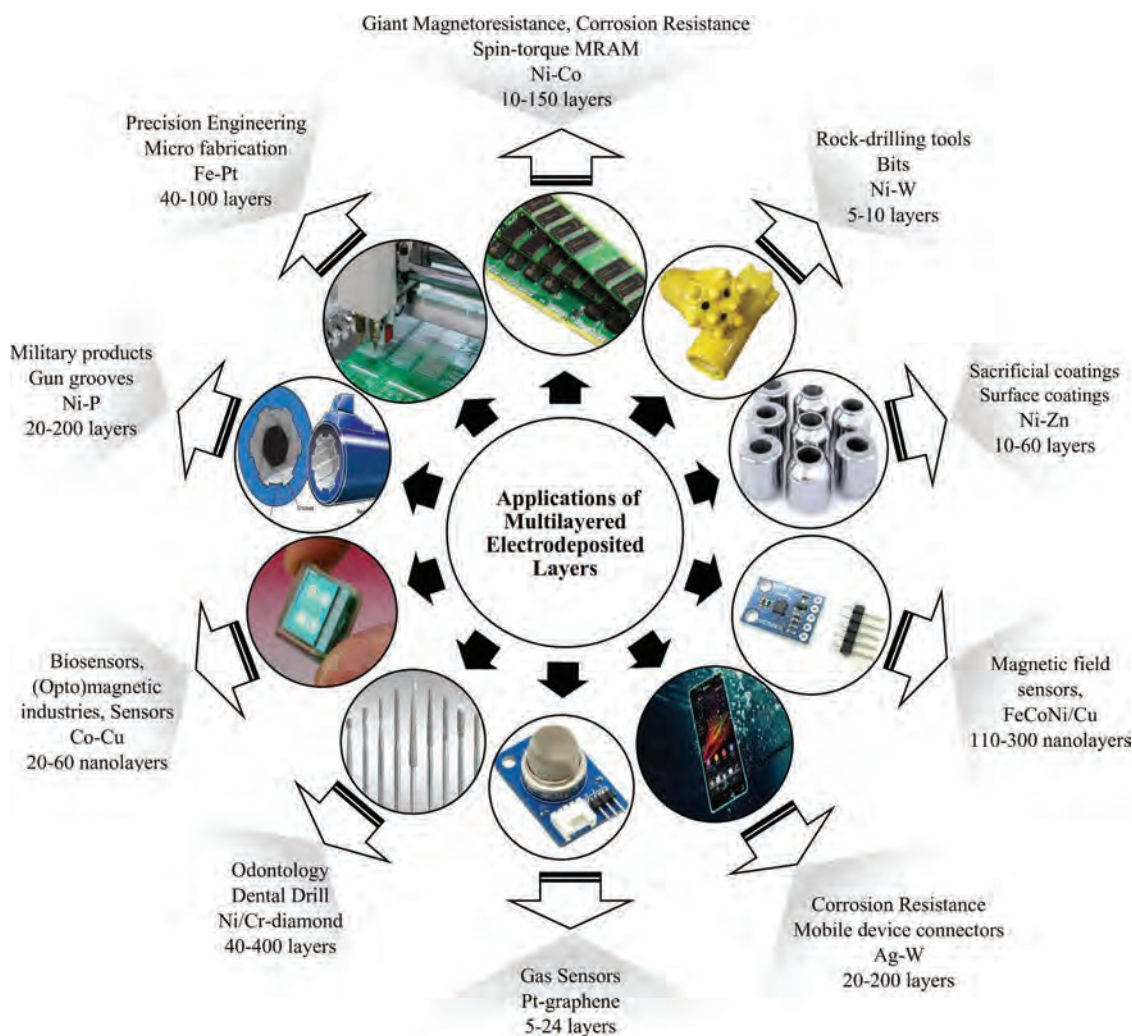 Giant Magnetoresistance, Corrosion Resistance
Spin-torque MRAM
Ni-Co
10-150 layers
Precision Engineering
Micro fabrication
Fe-Pt
40-100 layers
Rock-drilling tools
Bits
Ni-W
5-10 layers
Military products
Gun grooves
Ni-P
20-200 layers
Sacrificial coatings
Surface coatings
Ni-Zn
10-60 layers
Applications of
Multilayered
Electrodeposited
Layers
Biosensors,
(Opto)magnetic
industries, Sensors
Co-Cu
20-60 nanolayers
Magnetic field
sensors,
FeCoNi/Cu
110-300 nanolayers
Odontology
Dental Drill
Ni/Cr-diamond
40-400 layers
Corrosion Resistance
Mobile device connectors
Ag-W
20-200 layers
Gas Sensors
Pt-graphene
5-24 layers